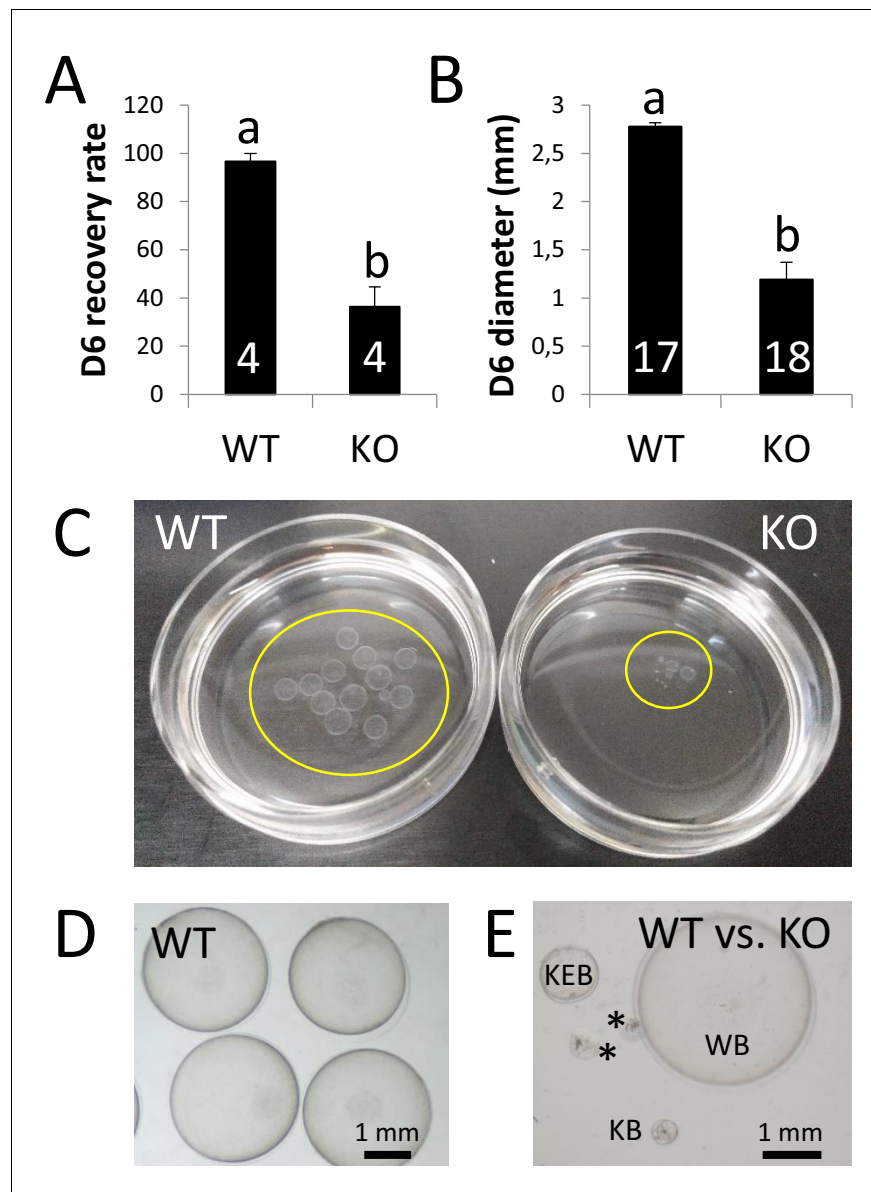 A
D6 recovery rate
120
100
80
60
40
20
0
a
b
4
4
WT
KO
B
D6 diameter (mm)
3
2,5
2
1,5
1
0,5
0
a
b
17
18
WT
KO
C
WT
KO
D
WT
1 mm
E
WT vs. KO
KEB
*
*
WB
KB
1 mm